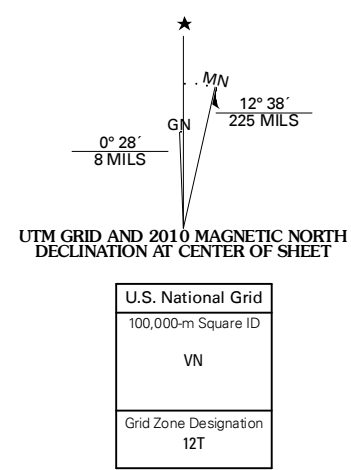 MN
GN
12° 38´
225 MILS
0° 28´
8 MILS
UTM GRID AND 2010 MAGNETIC NORTH
DECLINATION AT CENTER OF SHEET
U.S. National Grid
100,000-m Square ID
VN
Grid Zone Designation
12T